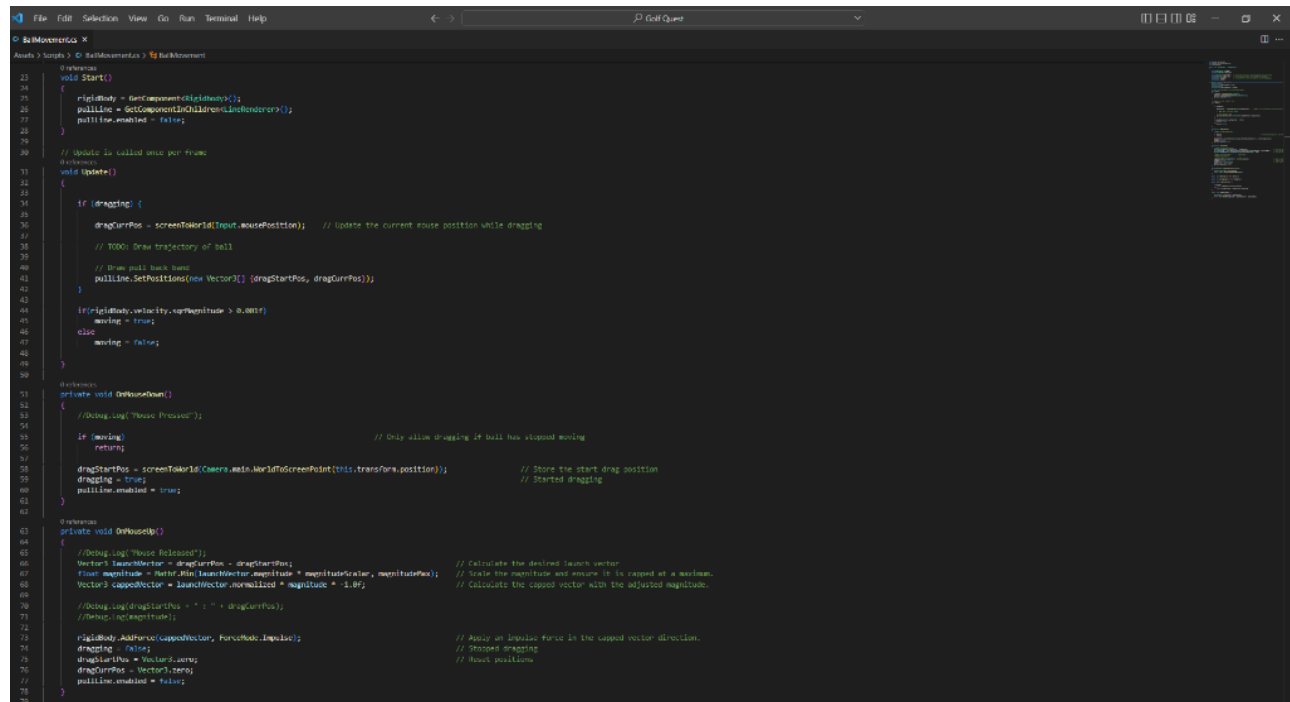 File Edit Selection View Go Run Terminal Help Golf Quest
BallMovement.cs
Assets > Scripts > BallMovement.cs > BallMovement
0 references
23 void Start()
24 {
25 rigidBody = GetComponent<Rigidbody>();
26 pullLine = GetComponentInChildren<LineRenderer>();
27 pullLine.enabled = false;
28 }
29
30 // Update is called once per frame
0 references
31 void Update()
32 {
33
34 if (dragging) {
35
36 dragCurrPos = screenToWorld(Input.mousePosition); // Update the current mouse position while dragging
37
38 // TODO: Draw trajectory of ball
39
40 // Draw pull back band
41 pullLine.SetPositions(new Vector3[] {dragStartPos, dragCurrPos});
42 }
43
44 if(rigidBody.velocity.sqrMagnitude > 0.001f)
45 moving = true;
46 else
47 moving = false;
48
49 }
50
0 references
51 private void OnMouseDown()
52 {
53 //Debug.Log("Mouse Pressed");
54
55 if (moving) // Only allow dragging if ball has stopped moving
56 return;
57
58 dragStartPos = screenToWorld(Camera.main.WorldToScreenPoint(this.transform.position)); // Store the start drag position
59 dragging = true; // Started dragging
60 pullLine.enabled = true;
61 }
62
0 references
63 private void OnMouseUp()
64 {
65 //Debug.Log("Mouse Released");
66 Vector3 launchVector = dragCurrPos - dragStartPos; // Calculate the desired launch vector
67 float magnitude = Mathf.Min(launchVector.magnitude * magnitudeScalar, magnitudeMax); // Scale the magnitude and ensure it is capped at a maximum.
68 Vector3 cappedVector = launchVector.normalized * magnitude * -1.0f; // Calculate the capped vector with the adjusted magnitude.
69
70 //Debug.Log(dragStartPos + " : " + dragCurrPos);
71 //Debug.Log(magnitude);
72
73 rigidBody.AddForce(cappedVector, ForceMode.Impulse); // Apply an impulse force in the capped vector direction.
74 dragging = false; // Stopped dragging
75 dragStartPos = Vector3.zero; // Reset positions
76 dragCurrPos = Vector3.zero;
77 pullLine.enabled = false;
78 }
79